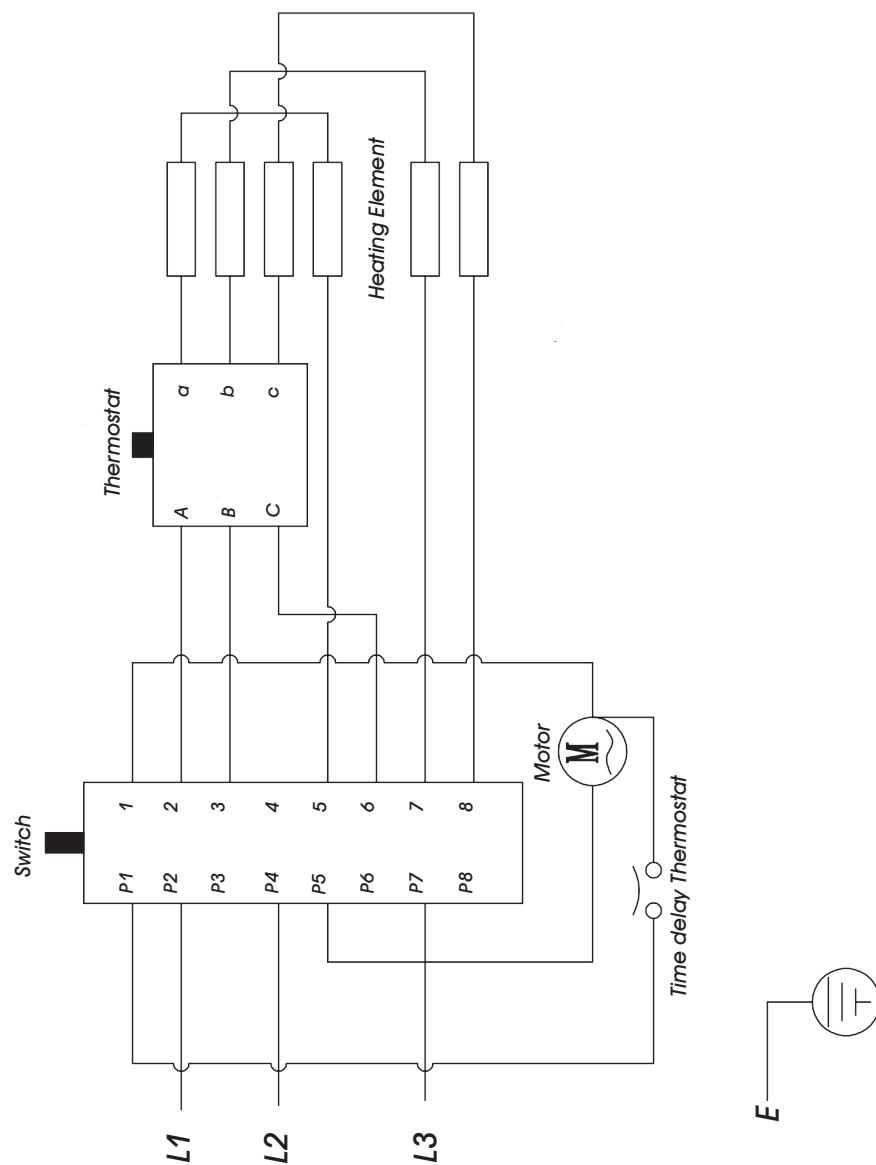 Switch
P1
1
P2
2
P3
3
P4
4
P5
5
P6
6
P7
7
P8
8
Thermostat
A
a
B
b
C
c
Heating Element
Motor
M
Time delay Thermostat
L1
L2
L3
E